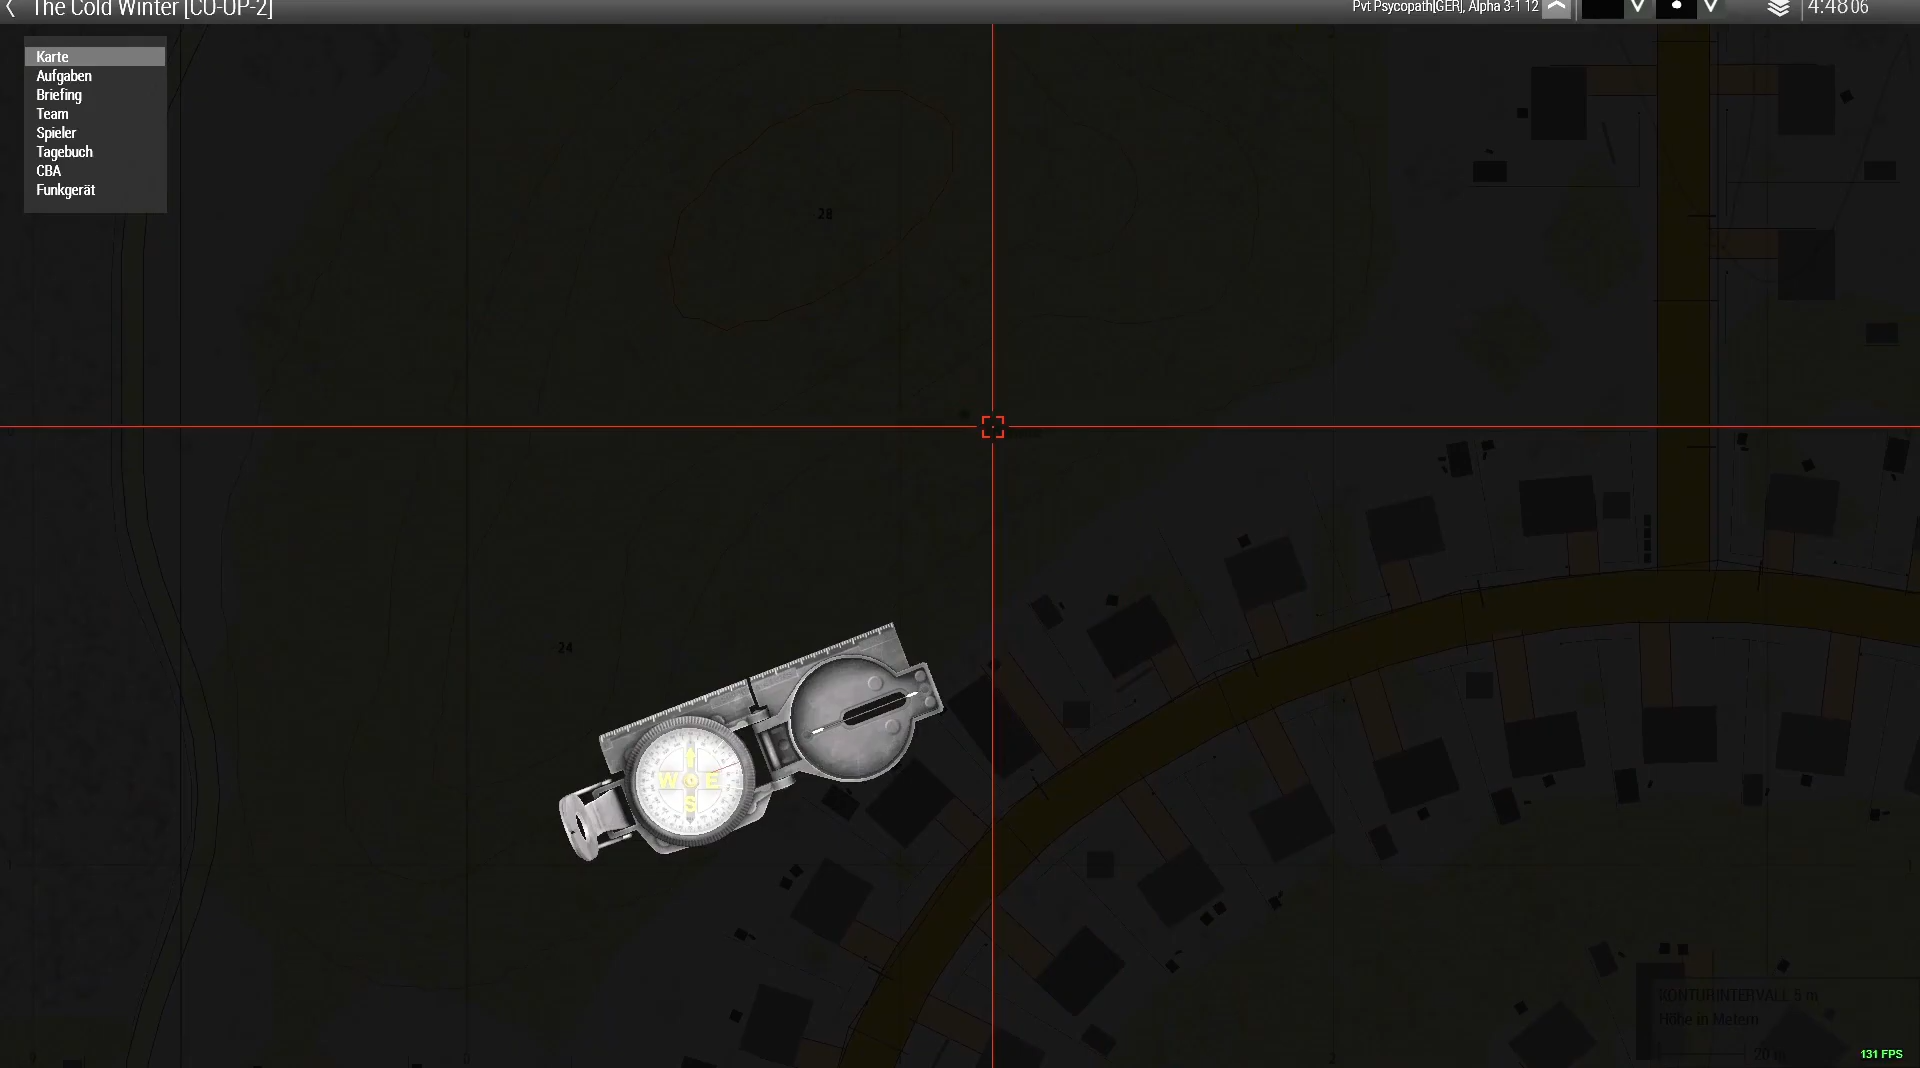 The Cold Winter [CO-OP-2]
Pvt Psycopath[GER], Alpha 3-1 12
4:48 06
Karte
Aufgaben
Briefing
Team
Spieler
Tagebuch
CBA
Funkgerät
28
24
W E
S
KONTURINTERVALL 5 m
Höhe in Metern
20 m
131 FPS